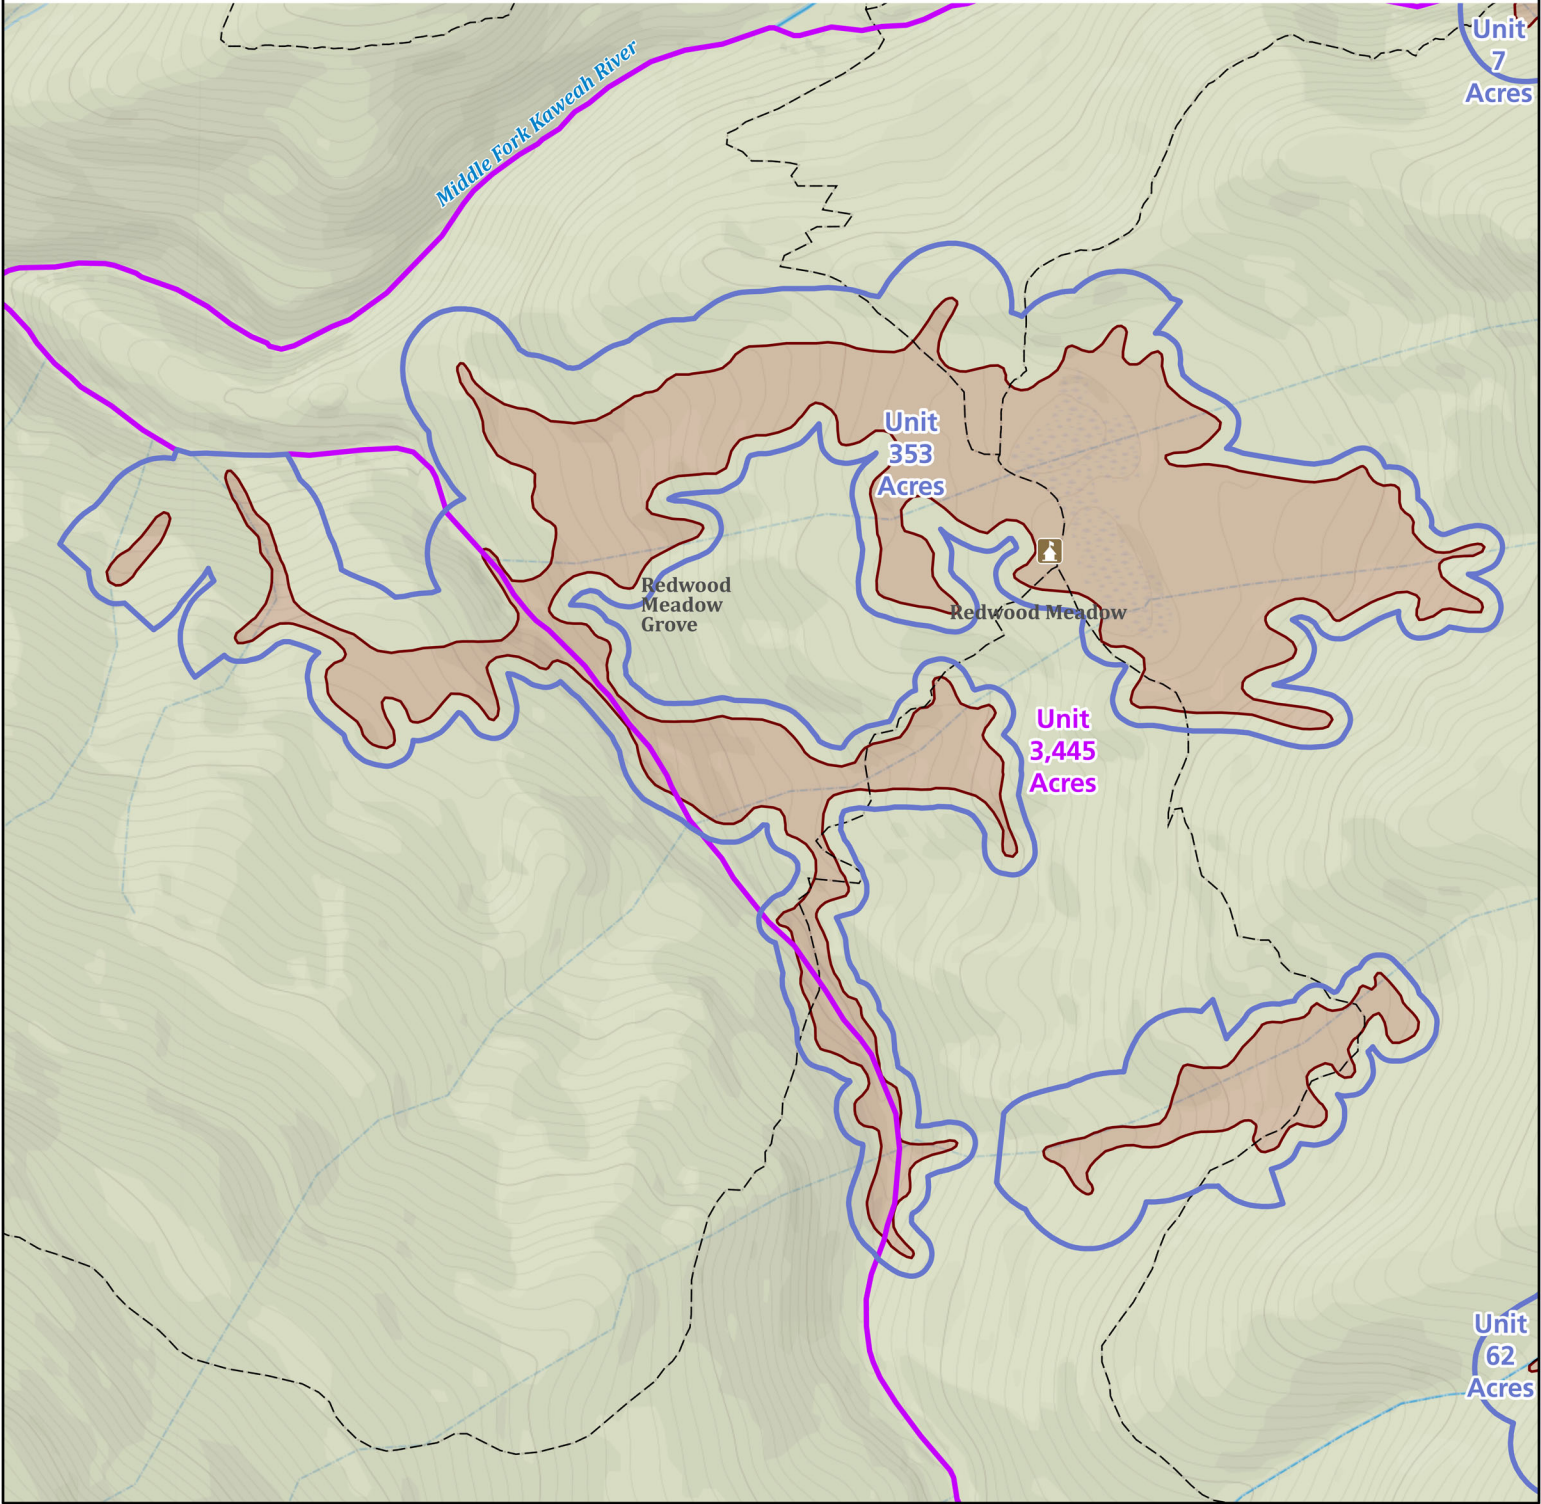 Unit
7
Acres
Middle Fork Kaweah River
Unit
353
Acres
Redwood
Meadow
Grove
Redwood Meadow
Unit
3,445
Acres
Unit
62
Acres